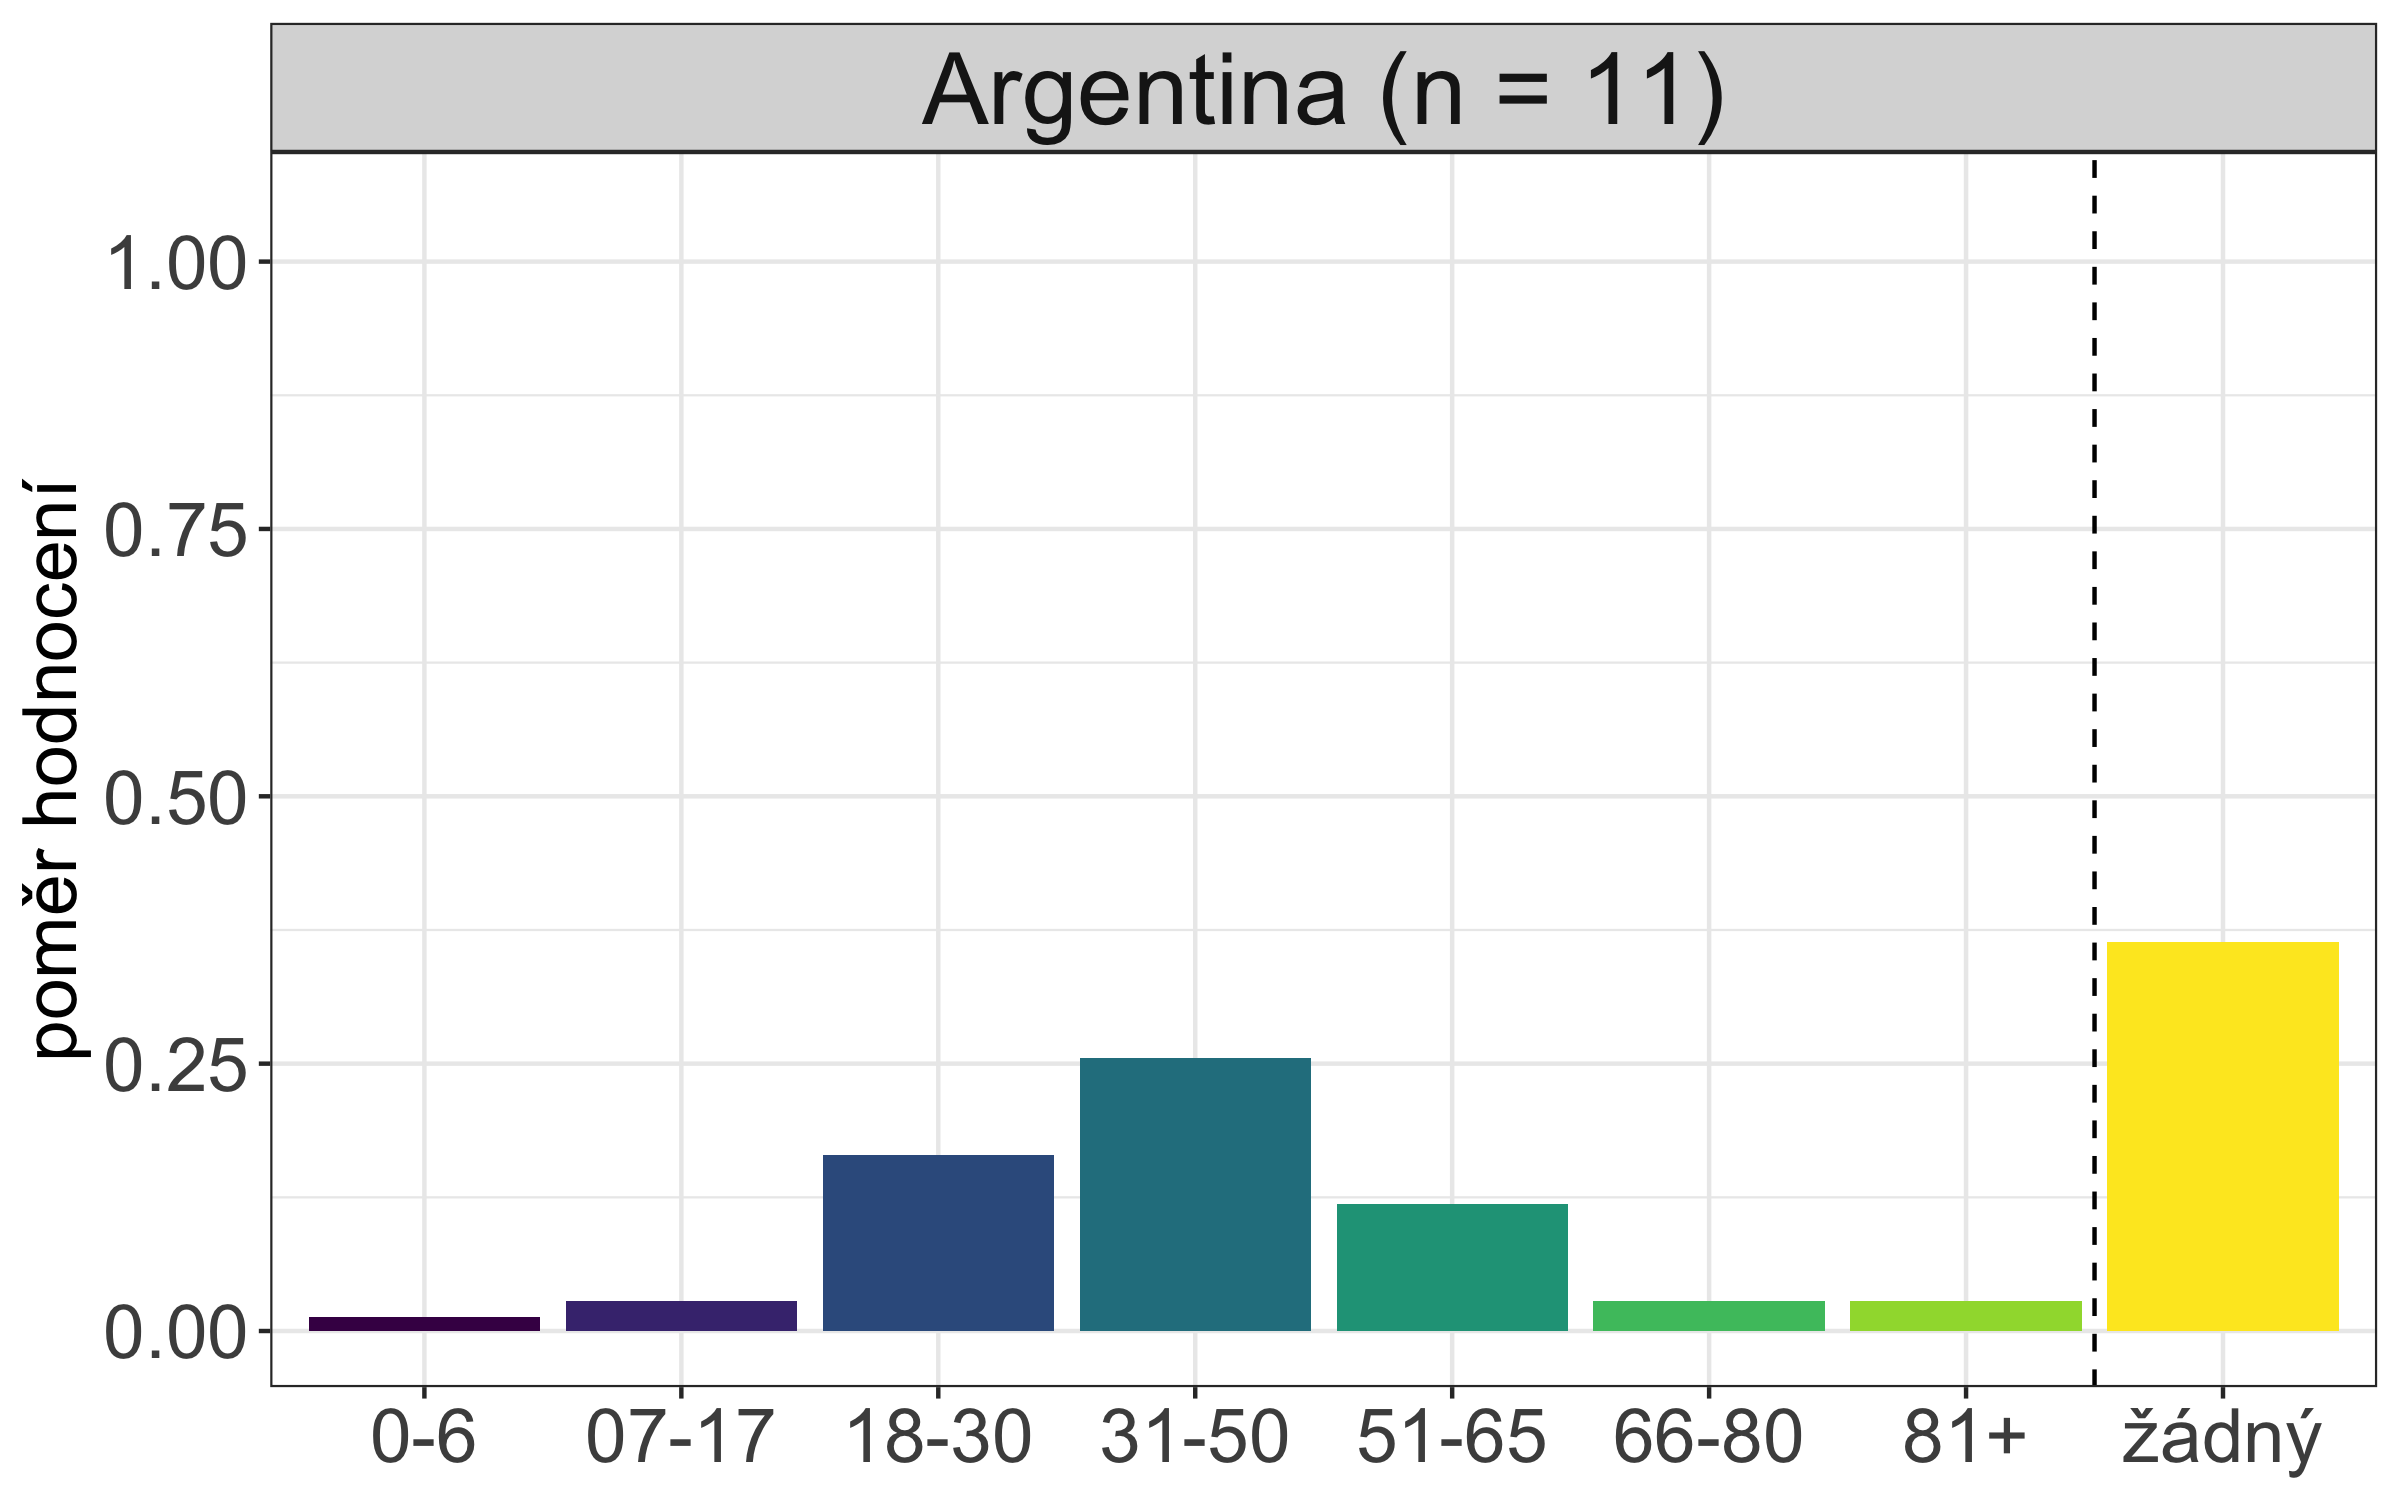 Argentina (n = 11)
poměr hodnocení
1.00
0.75
0.50
0.25
0.00
0-6 07-17 18-30 31-50 51-65 66-80 81+ žádný